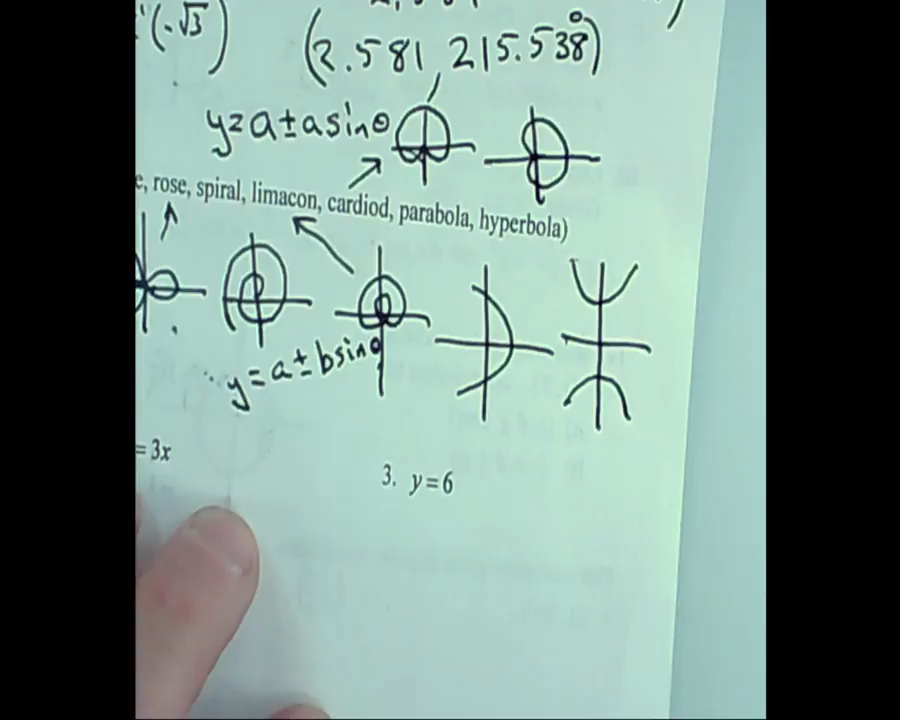 (-√3)
(2.581, 215.538°)
y=a±asinθ
rose, spiral, limacon, cardiod, parabola, hyperbola)
y=a±bsinθ
= 3x
3. y=6